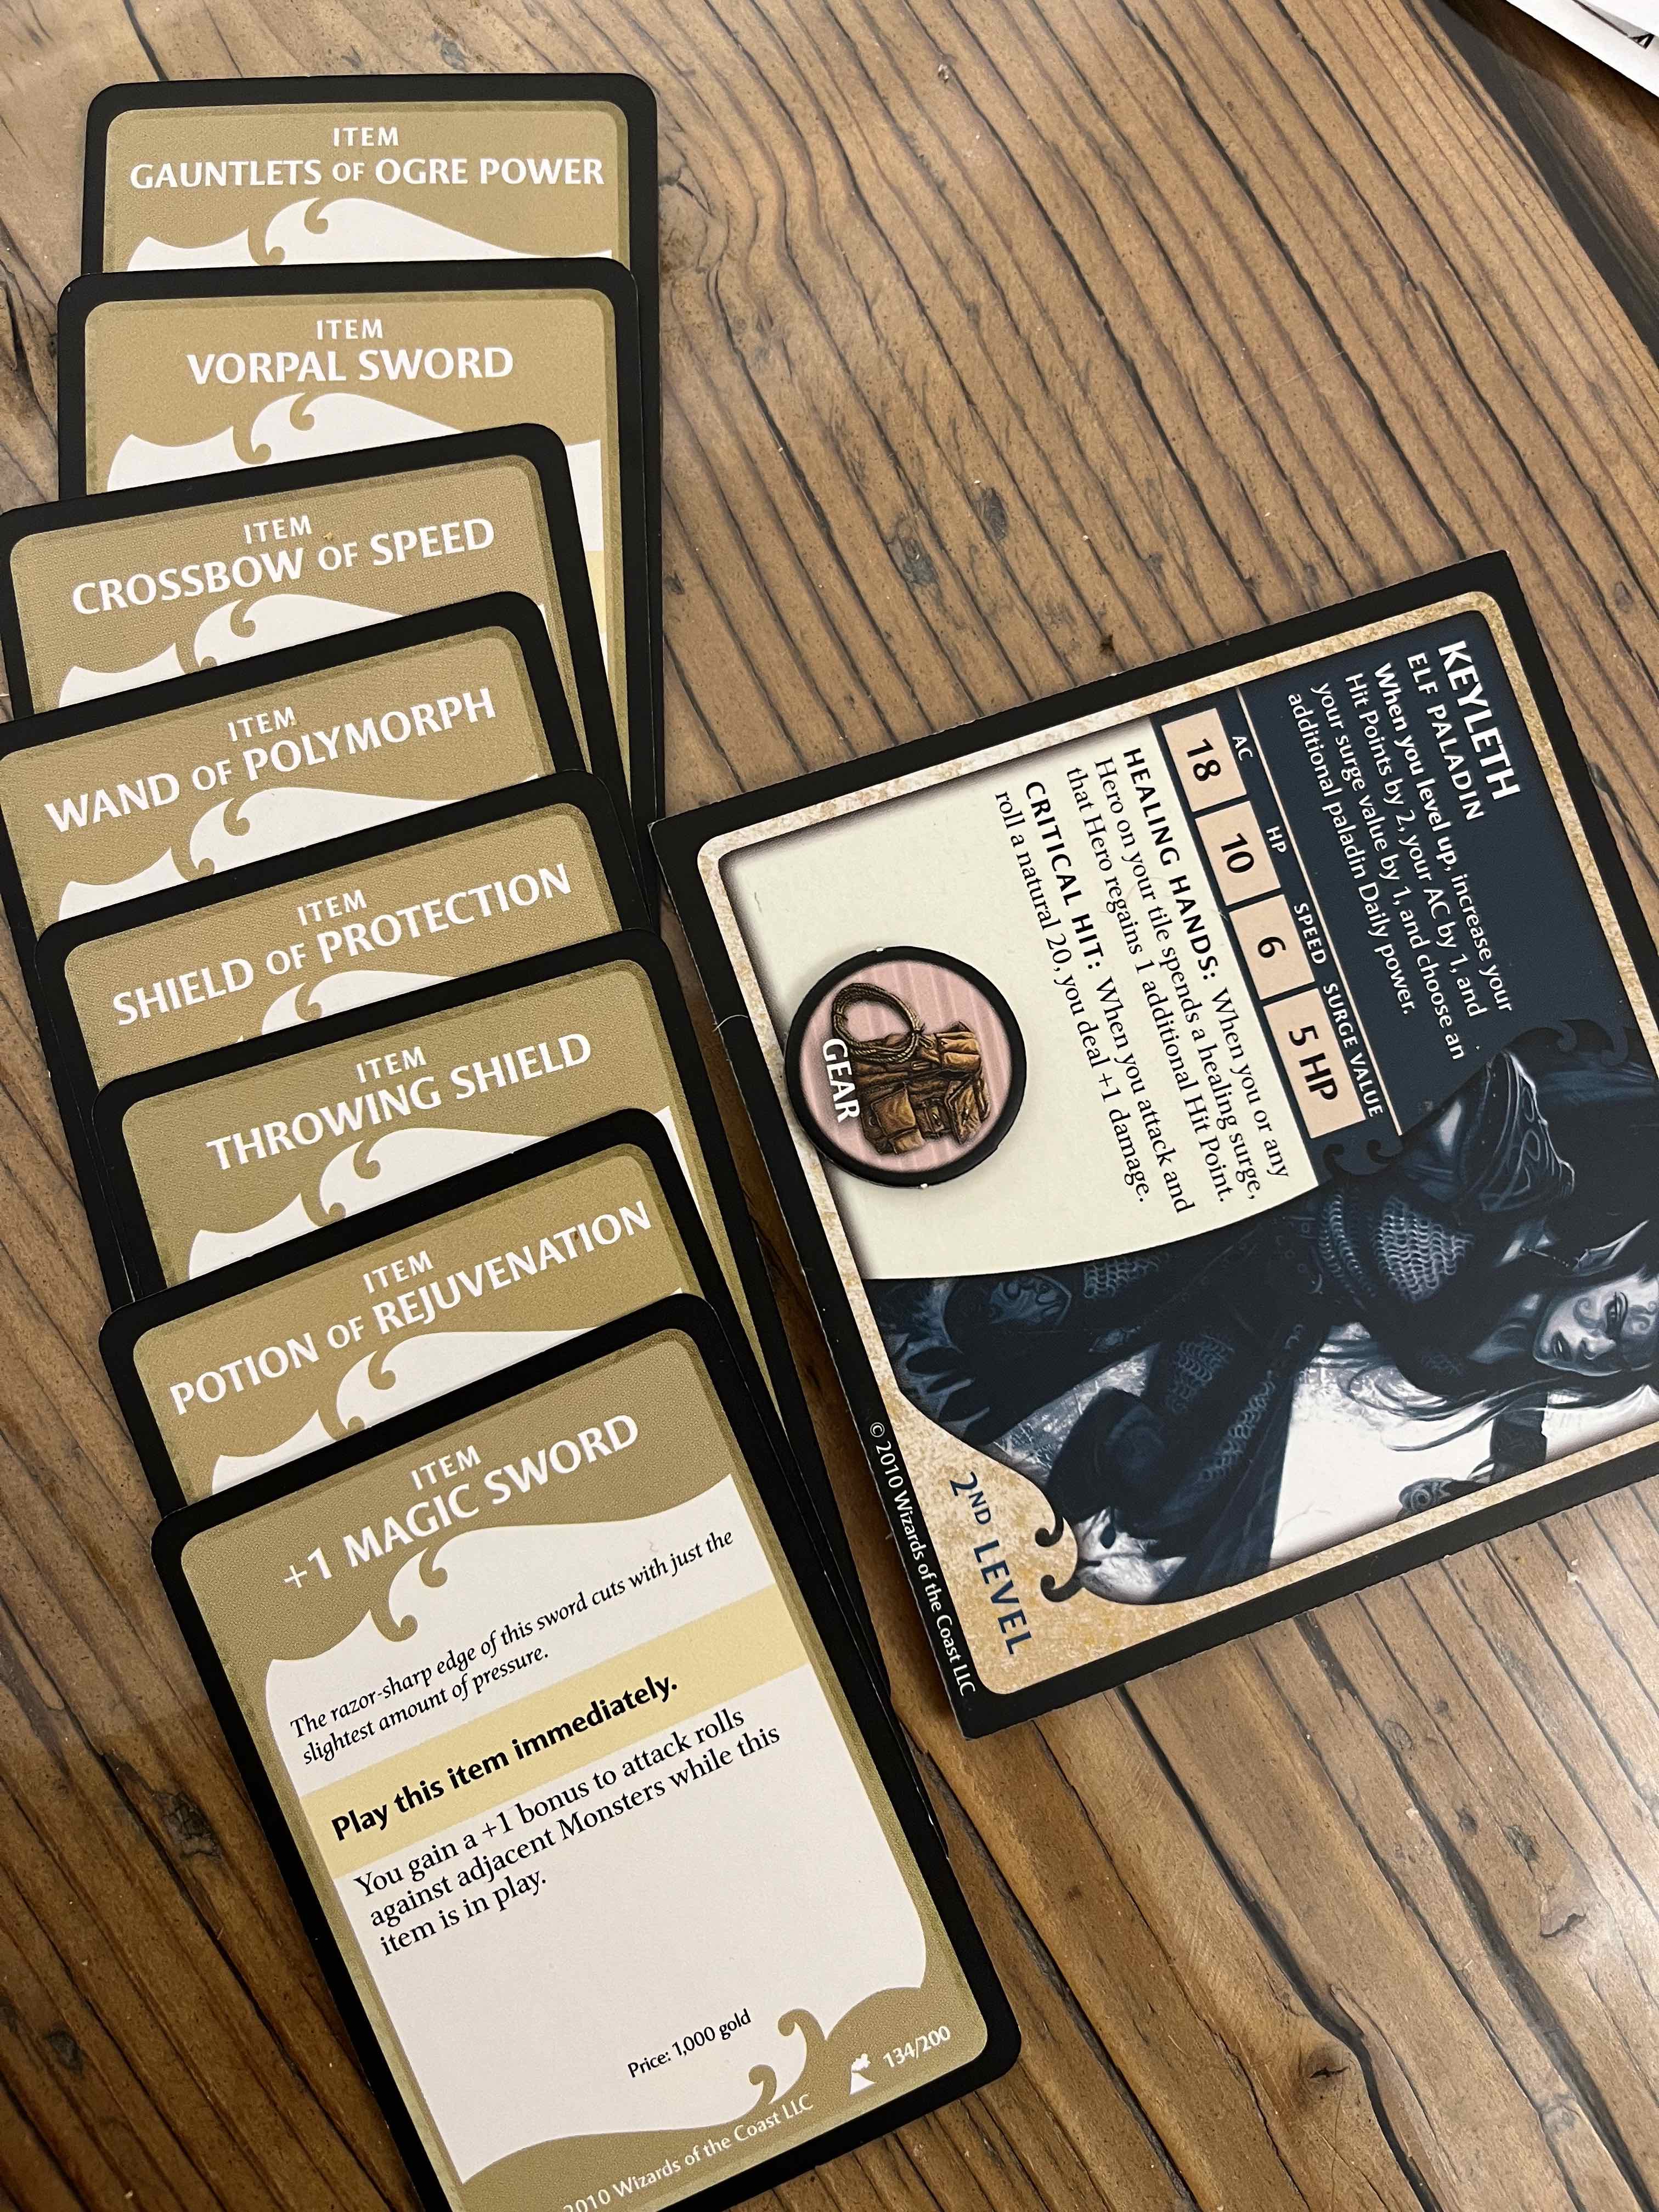 ITEM
GAUNTLETS OF OGRE POWER
ITEM
VORPAL SWORD
ITEM
CROSSBOW OF SPEED
ITEM
WAND OF POLYMORPH
ITEM
SHIELD OF PROTECTION
ITEM
THROWING SHIELD
ITEM
POTION OF REJUVENATION
ITEM
+1 MAGIC SWORD
The razor-sharp edge of this sword cuts with just the
slightest amount of pressure.
Play this item immediately.
You gain a +1 bonus to attack rolls
against adjacent Monsters while this
item is in play.
Price: 1,000 gold
134/200
2010 Wizards of the Coast LLC
KEYLETH
ELF PALADIN
When you level up, increase your
Hit Points by 2, your AC by 1, and
your surge value by 1, and choose an
additional paladin Daily power.
AC HP SPEED SURGE VALUE
18 10 6 5 HP
HEALING HANDS: When you or any
Hero on your tile spends a healing surge,
that Hero regains 1 additional Hit Point.
CRITICAL HIT: When you attack and
roll a natural 20, you deal +1 damage.
GEAR
2ND LEVEL
© 2010 Wizards of the Coast LLC